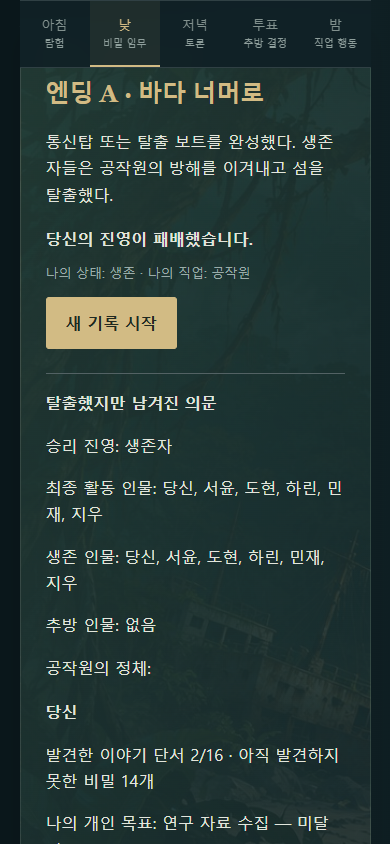 아침
탐험
낮
비밀 임무
저녁
토론
투표
추방 결정
밤
직업 행동
엔딩 A · 바다 너머로
통신탑 또는 탈출 보트를 완성했다. 생존
자들은 공작원의 방해를 이겨내고 섬을
탈출했다.
당신의 진영이 패배했습니다.
나의 상태: 생존 · 나의 직업: 공작원
새 기록 시작
탈출했지만 남겨진 의문
승리 진영: 생존자
최종 활동 인물: 당신, 서윤, 도현, 하린, 민
재, 지우
생존 인물: 당신, 서윤, 도현, 하린, 민재,
지우
추방 인물: 없음
공작원의 정체:
당신
발견한 이야기 단서 2/16 · 아직 발견하지
못한 비밀 14개
나의 개인 목표: 연구 자료 수집 — 미달